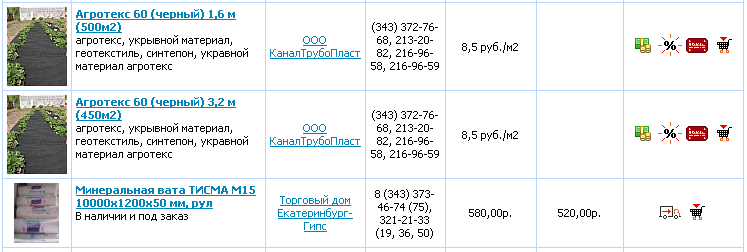 Агротекс 60 (черный) 1,6 м
(500м2)
агротекс, укрывной материал,
геотекстиль, синтепон, укравной
материал агротекс
ООО
КаналТрубоПласт
(343) 372-76-
68, 213-20-
82, 216-96-
58, 216-96-59
8,5 руб./м2
%
Агротекс 60 (черный) 3,2 м
(450м2)
агротекс, укрывной материал,
геотекстиль, синтепон, укравной
материал агротекс
ООО
КаналТрубоПласт
(343) 372-76-
68, 213-20-
82, 216-96-
58, 216-96-59
8,5 руб./м2
%
Минеральная вата ТИСМА М15
10000х1200х50 мм, рул
В наличии и под заказ
Торговый дом
Екатеринбург-
Гипс
8 (343) 373-
46-74 (75),
321-21-33
(19, 36, 50)
580,00р.
520,00р.